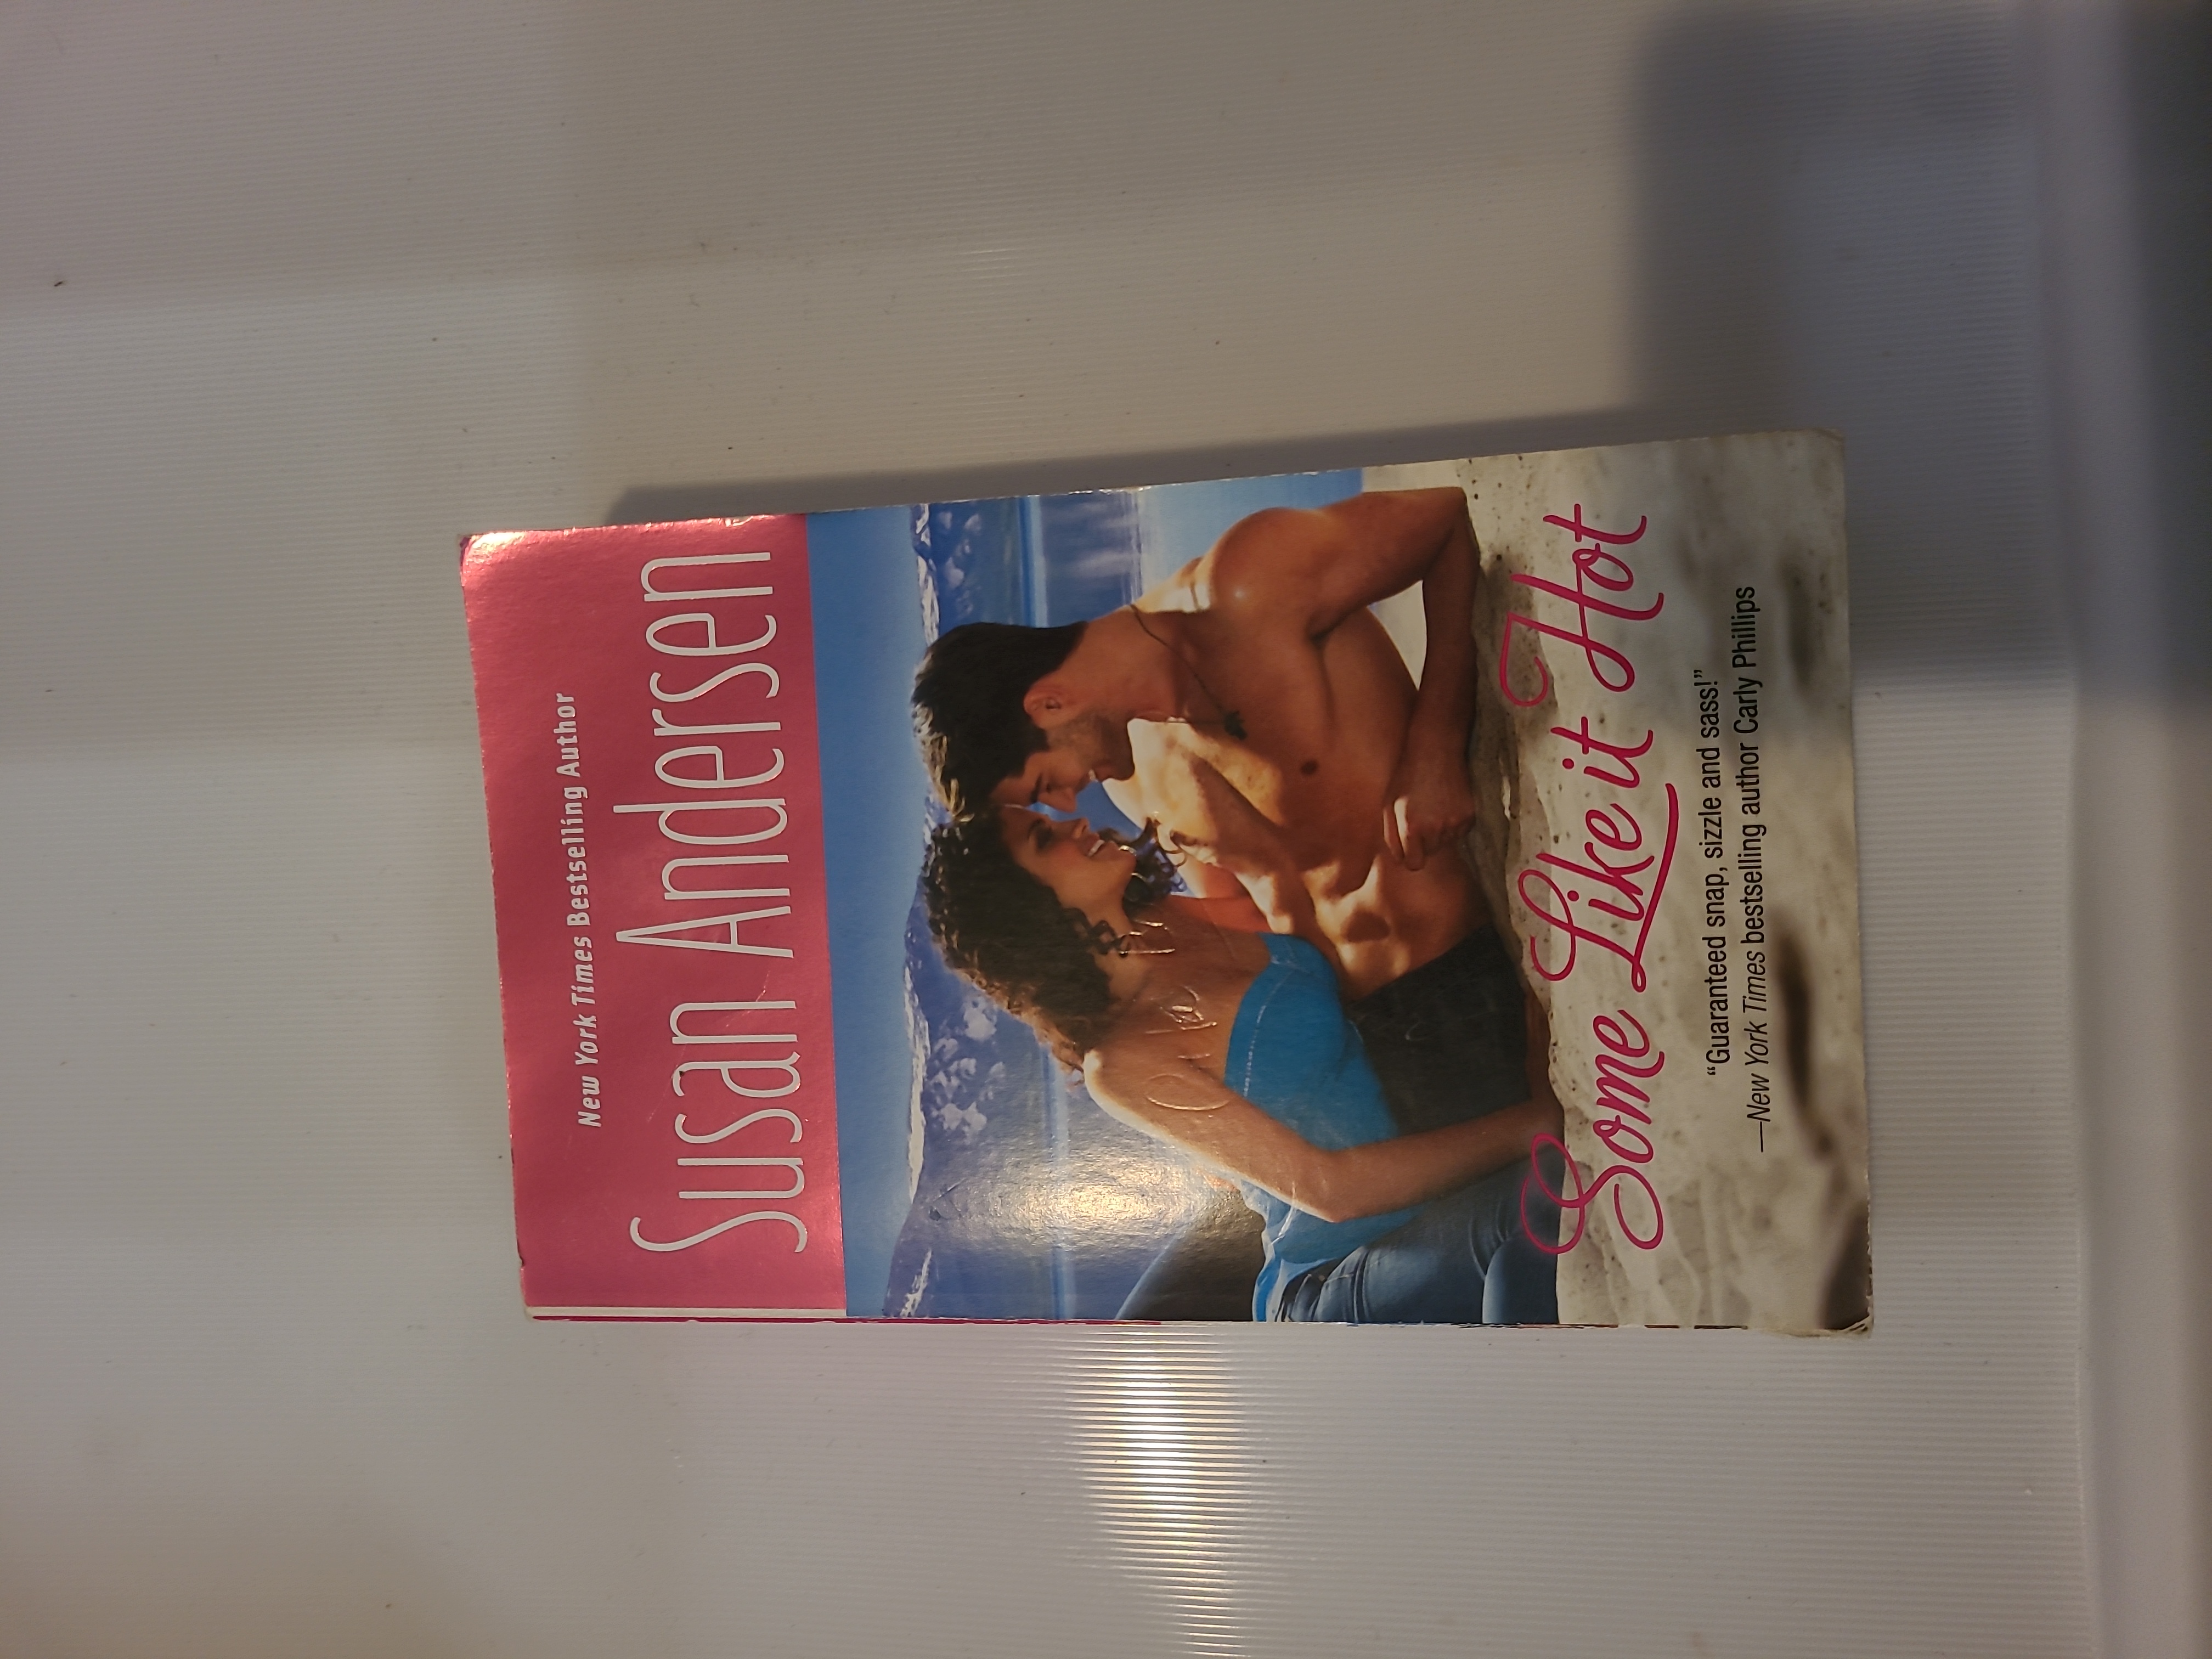 New York Times Bestselling Author
Susan Andersen
Some Like it Hot
“Guaranteed snap, sizzle and sass!”
—New York Times bestselling author Carly Phillips